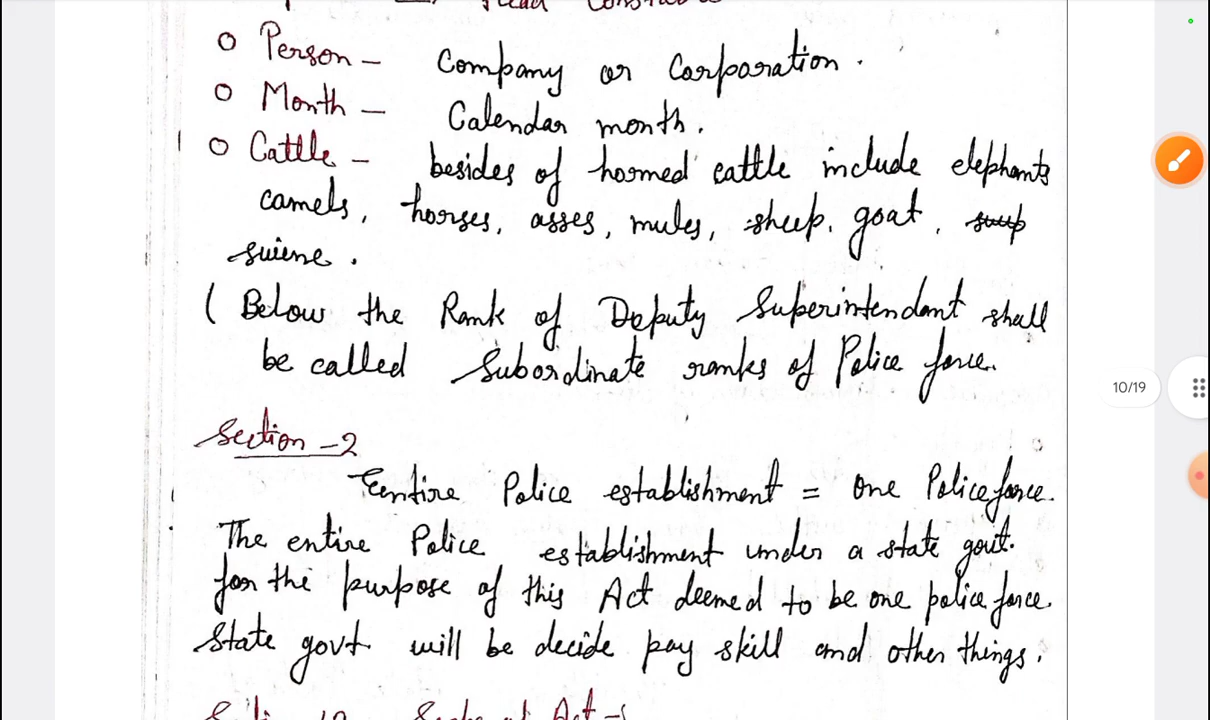 o Person – Company or Corporation.
o Month – Calendar month.
o Cattle – besides of horned cattle include elephants
camels, horses, asses, mules, sheep, goat,
suiene.
( Below the Rank of Deputy Superintendant shall
be called Subordinate ranks of Police force.
Section -2
Eentire Police establishment = one Police force.
The entire Police establishment under a state govt.
for the purpose of this Act deemed to be one police force.
State govt will be decide pay skill and other things.
10/19